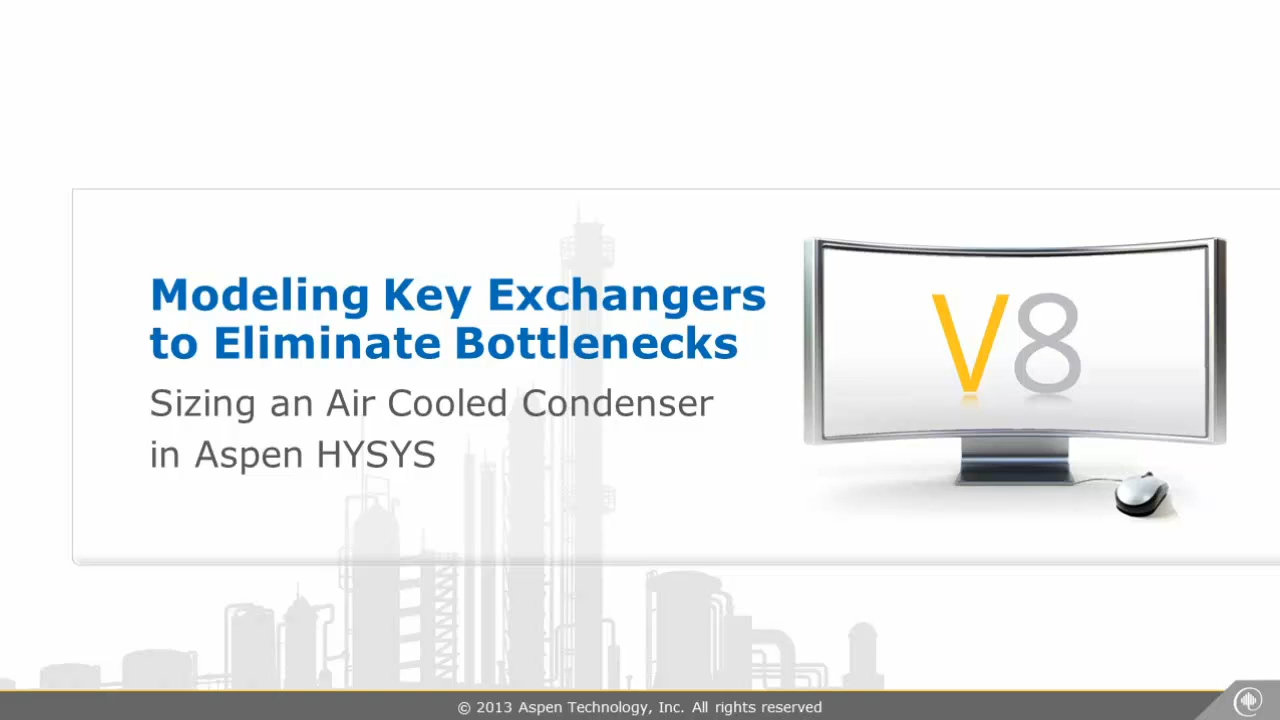 Modeling Key Exchangers
to Eliminate Bottlenecks
Sizing an Air Cooled Condenser
in Aspen HYSYS
V8
© 2013 Aspen Technology, Inc. All rights reserved